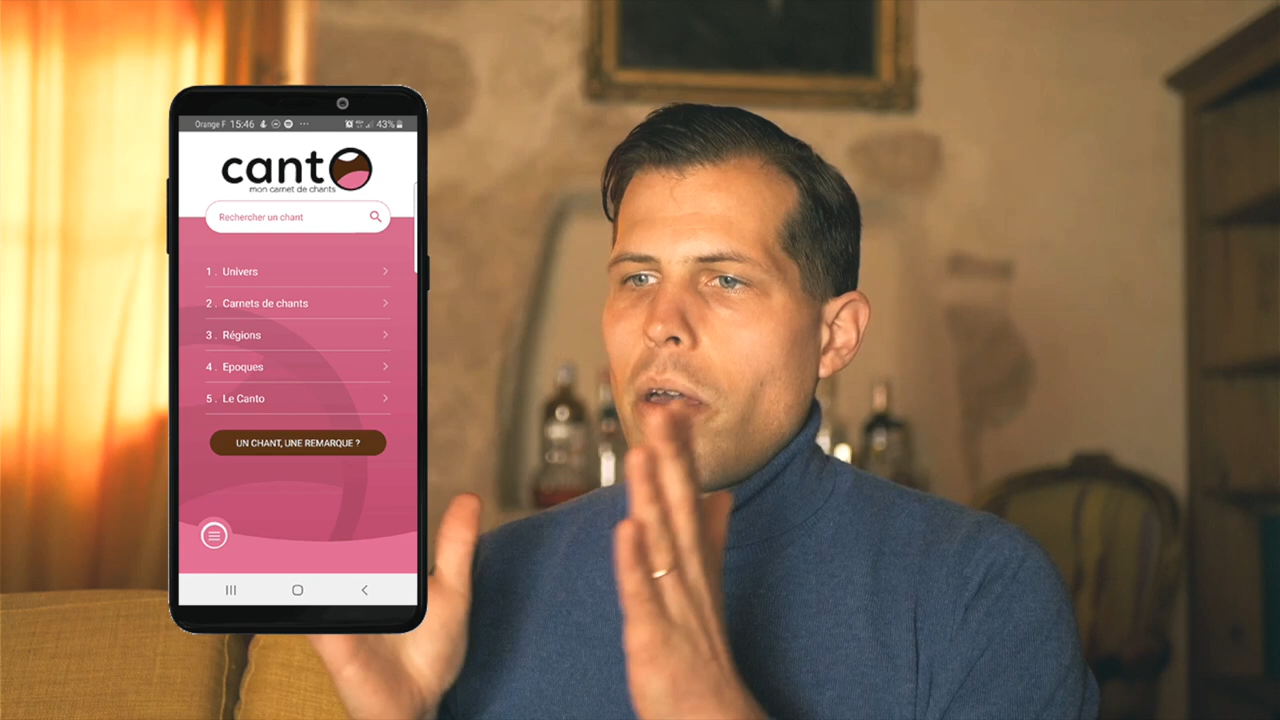 Orange F 15:46 ... 43%
canto
mon carnet de chants
Rechercher un chant
1 . Univers
2 . Carnets de chants
3 . Régions
4 . Epoques
5 . Le Canto
UN CHANT, UNE REMARQUE ?